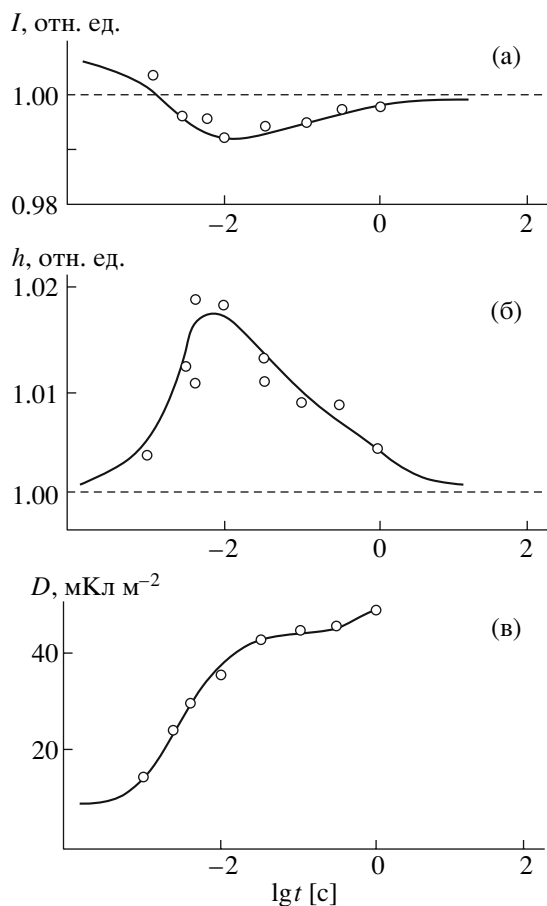 I, отн. ед.
(а)
1.00
0.98
−2
0
2
h, отн. ед.
1.02
(б)
1.01
1.00
−2
0
2
D, мКл м⁻²
(в)
40
20
−2
0
2
lg t [с]